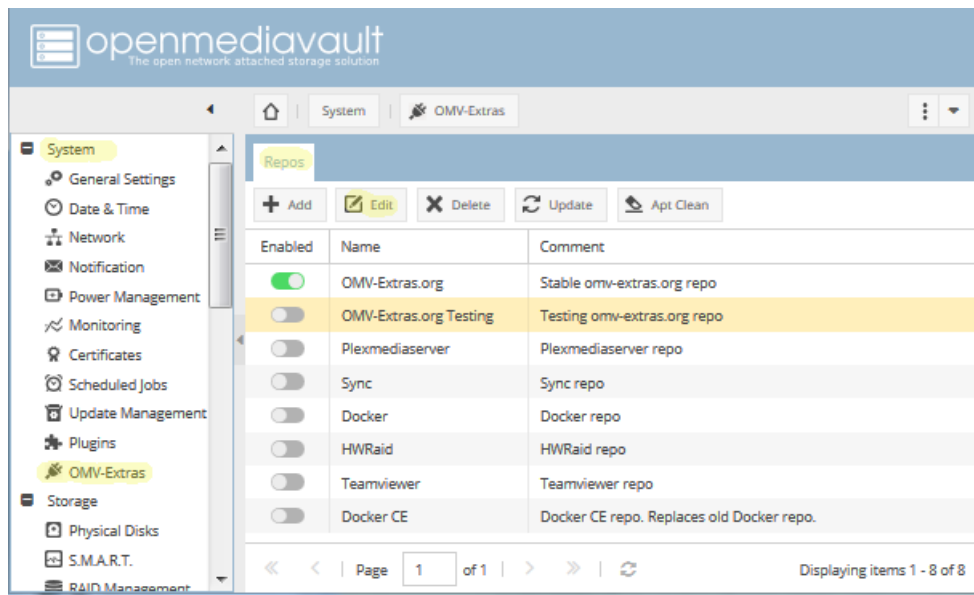 openmediavault
The open network attached storage solution
System
OMV-Extras
System
General Settings
Date & Time
Network
Notification
Power Management
Monitoring
Certificates
Scheduled Jobs
Update Management
Plugins
OMV-Extras
Storage
Physical Disks
S.M.A.R.T.
RAID Management
Repos
Add Edit Delete Update Apt Clean
Enabled Name Comment
OMV-Extras.org Stable omv-extras.org repo
OMV-Extras.org Testing Testing omv-extras.org repo
Plexmediaserver Plexmediaserver repo
Sync Sync repo
Docker Docker repo
HWRaid HWRaid repo
Teamviewer Teamviewer repo
Docker CE Docker CE repo. Replaces old Docker repo.
Page 1 of 1 Displaying items 1 - 8 of 8